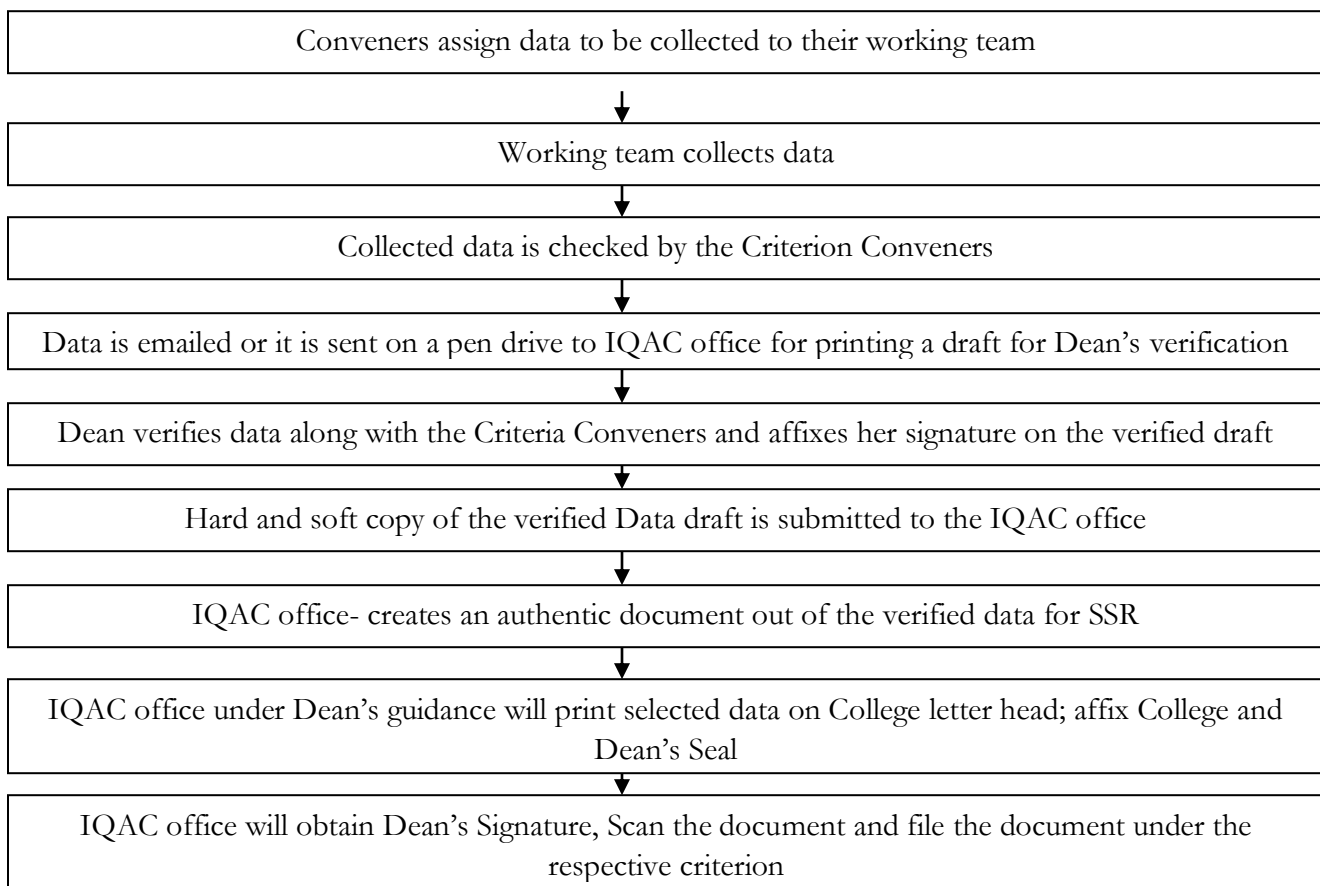 Conveners assign data to be collected to their working team
Working team collects data
Collected data is checked by the Criterion Conveners
Data is emailed or it is sent on a pen drive to IQAC office for printing a draft for Dean’s verification
Dean verifies data along with the Criteria Conveners and affixes her signature on the verified draft
Hard and soft copy of the verified Data draft is submitted to the IQAC office
IQAC office- creates an authentic document out of the verified data for SSR
IQAC office under Dean’s guidance will print selected data on College letter head; affix College and
Dean’s Seal
IQAC office will obtain Dean’s Signature, Scan the document and file the document under the
respective criterion